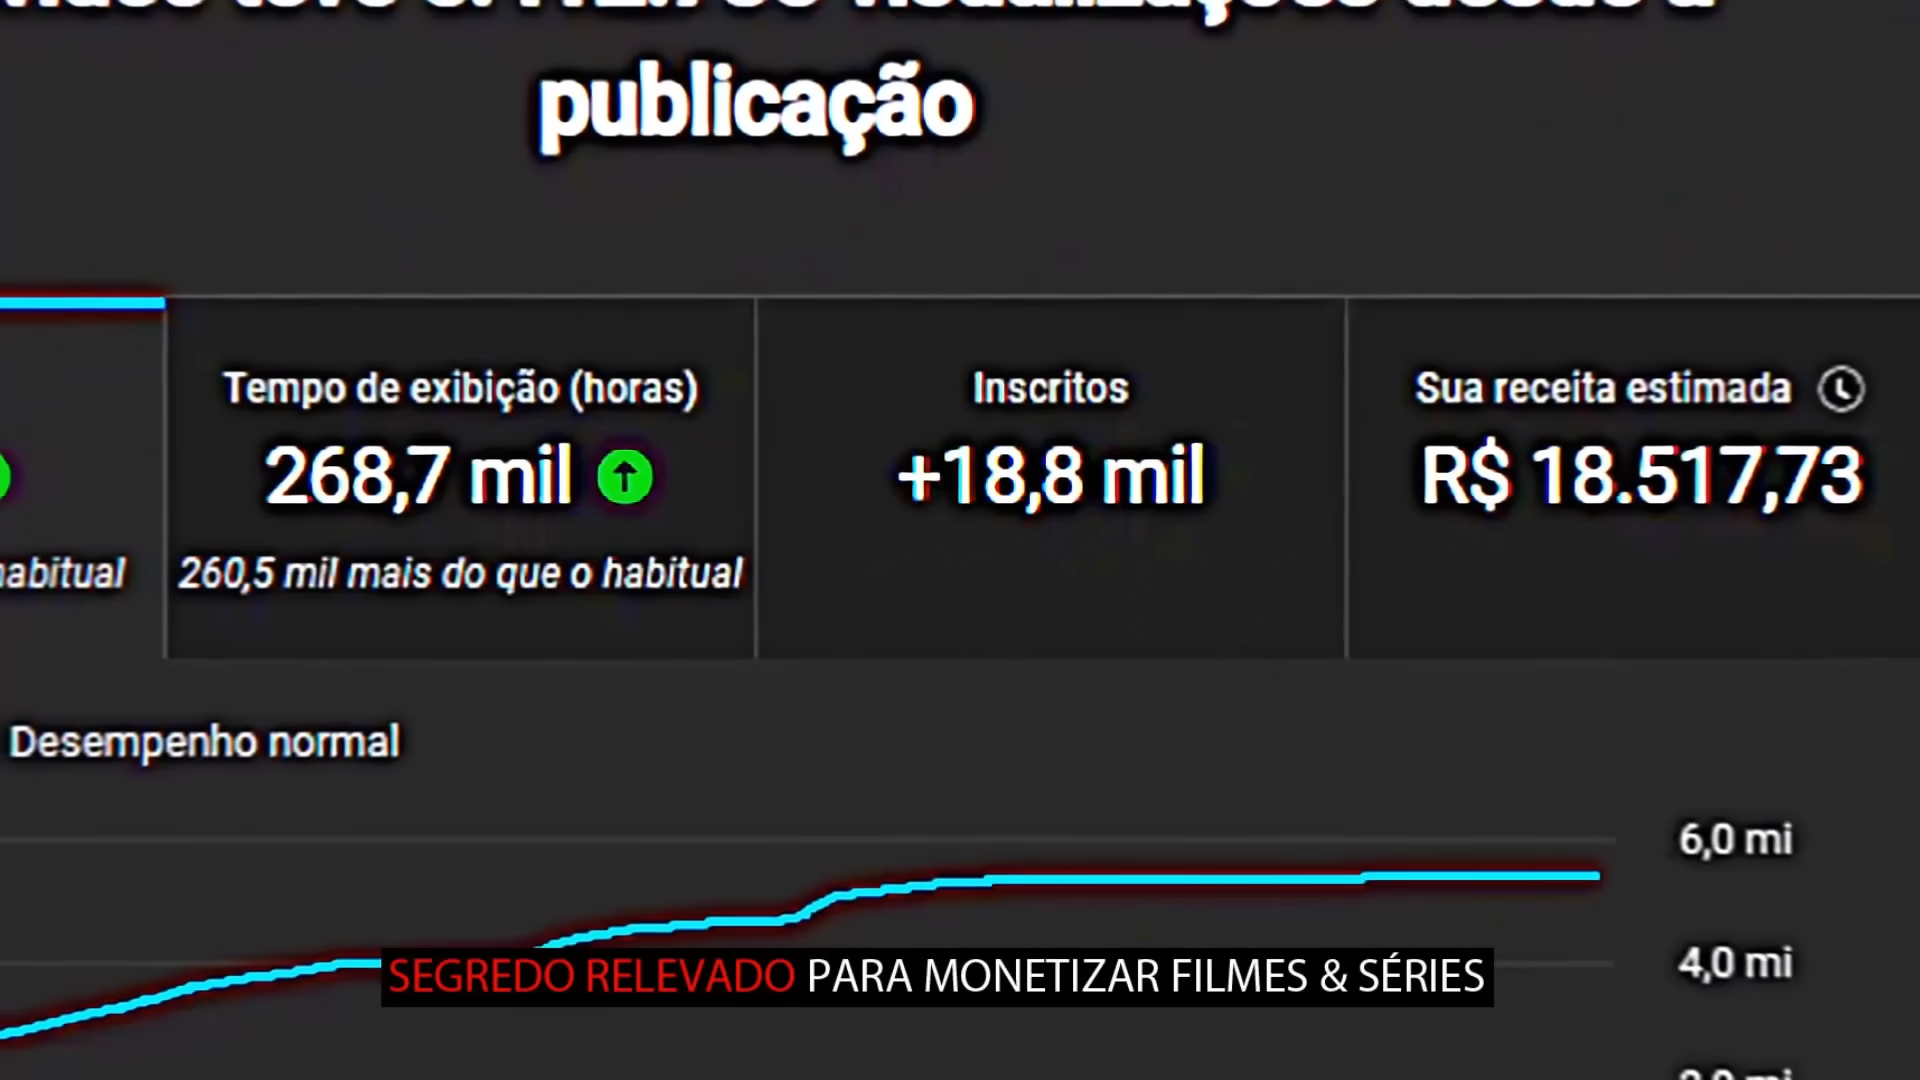 publicação
Tempo de exibição (horas)
268,7 mil
260,5 mil mais do que o habitual
Inscritos
+18,8 mil
Sua receita estimada
R$ 18.517,73
habitual
Desempenho normal
6,0 mi
4,0 mi
SEGREDO RELEVADO PARA MONETIZAR FILMES & SÉRIES